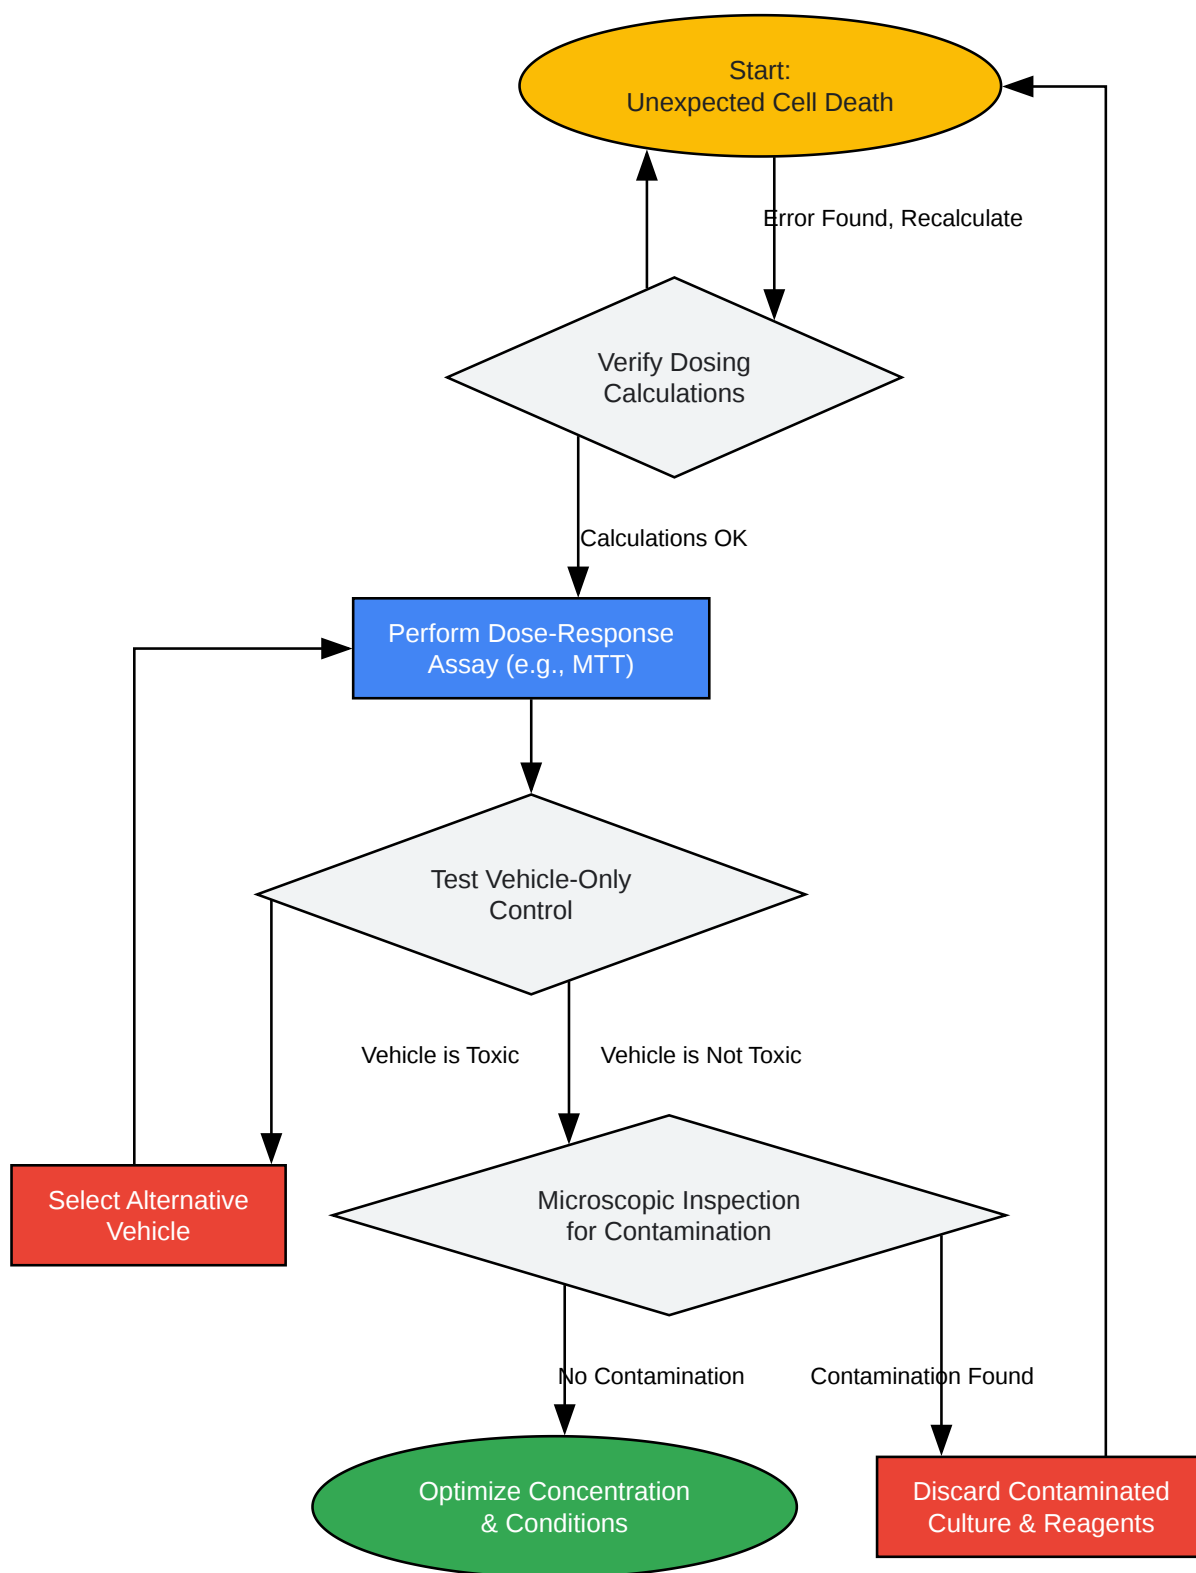 Start:
Unexpected Cell Death
Error Found, Recalculate
Verify Dosing
Calculations
Calculations OK
Perform Dose-Response
Assay (e.g., MTT)
Test Vehicle-Only
Control
Vehicle is Toxic
Vehicle is Not Toxic
Select Alternative
Vehicle
Microscopic Inspection
for Contamination
No Contamination
Contamination Found
Optimize Concentration
& Conditions
Discard Contaminated
Culture & Reagents